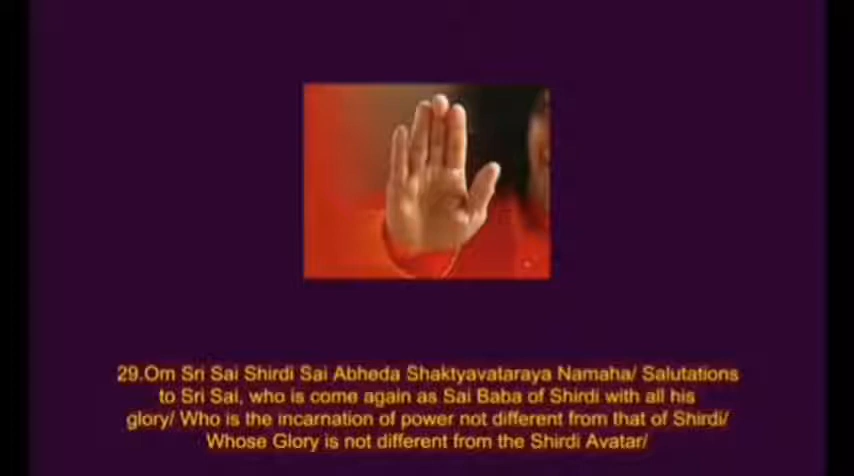 29.Om Sri Sai Shirdi Sai Abheda Shaktyavataraya Namaha/ Salutations
to Sri Sai, who is come again as Sai Baba of Shirdi with all his
glory/ Who is the incarnation of power not different from that of Shirdi/
Whose Glory is not different from the Shirdi Avatar/